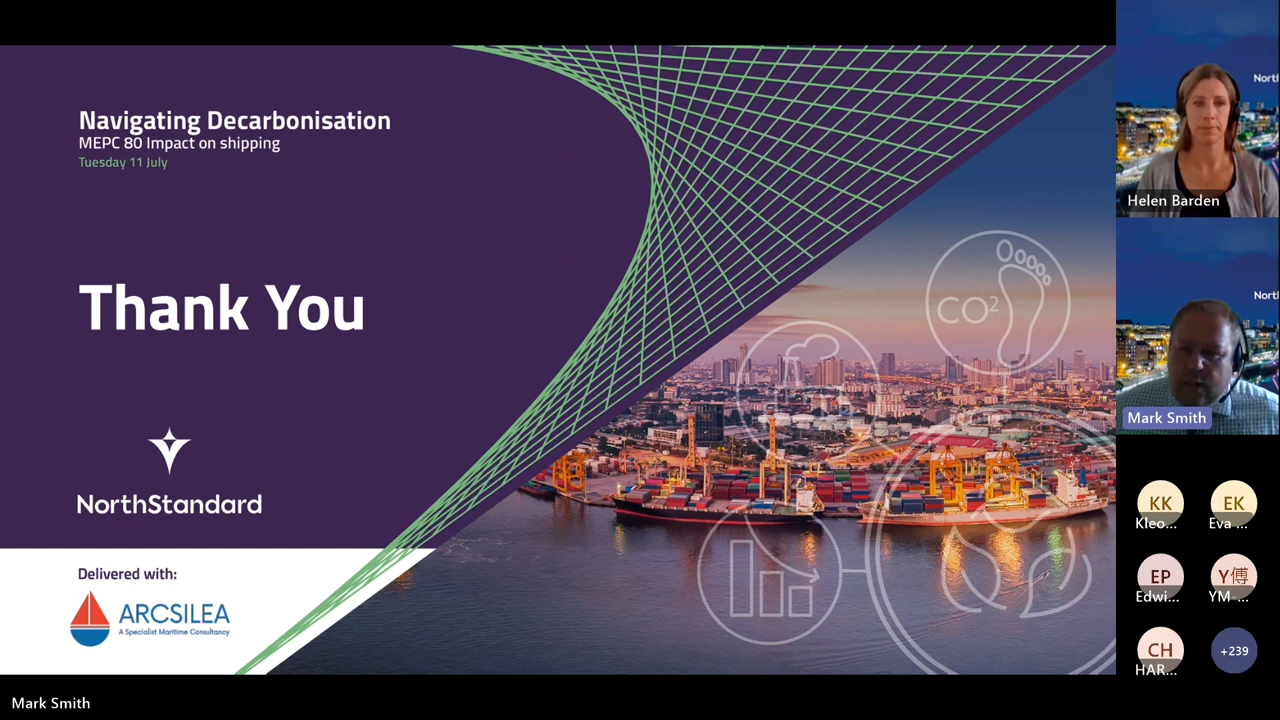 Navigating Decarbonisation
MEPC 80 Impact on shipping
Tuesday 11 July
Thank You
NorthStandard
Delivered with:
ARCSILEA
A Specialist Maritime Consultancy
CO2
North
Helen Barden
North
Mark Smith
KK
Kleo...
EK
Eva ...
EP
Edwi...
Y傅
YM-...
CH
HAR...
+239
Mark Smith